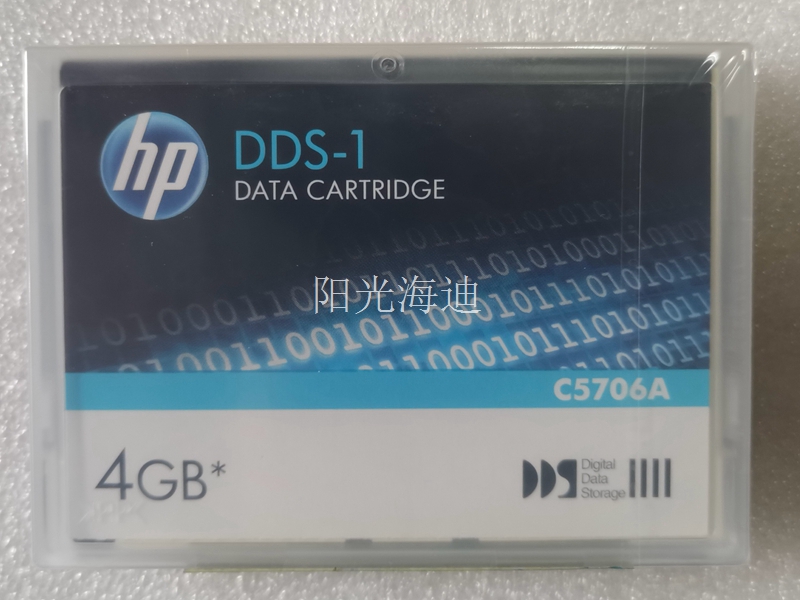 hp
DDS-1
DATA CARTRIDGE
阳光海迪
C5706A
4GB*
DDS
Digital
Data
Storage